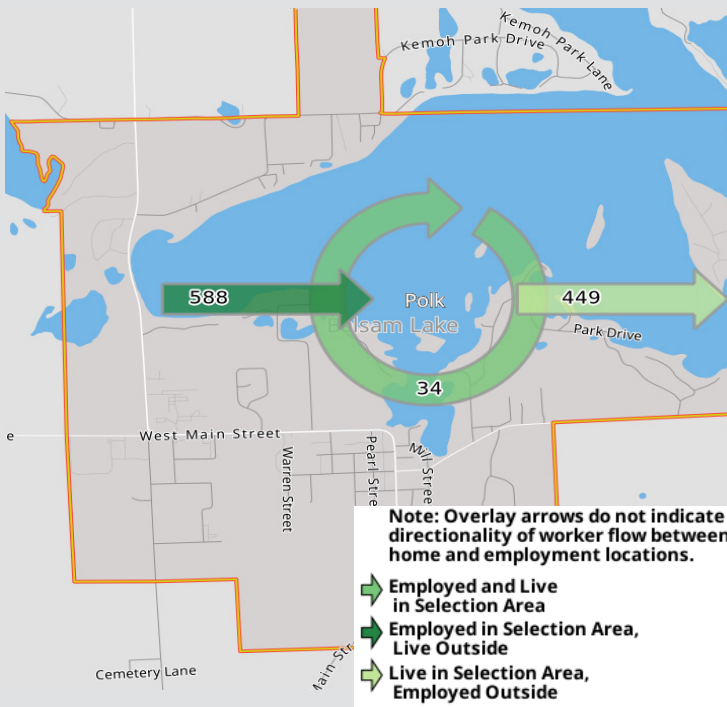 Kemoh Park Drive
Kemoh Park Lane
588
Polk
449
Balsam Lake
Park Drive
34
e
West Main Street
Mill Stree
Warren Street
Pearl Stre
Note: Overlay arrows do not indicate
directionality of worker flow between
home and employment locations.
Employed and Live
in Selection Area
Employed in Selection Area,
Live Outside
Main Str
Cemetery Lane
Live in Selection Area,
Employed Outside